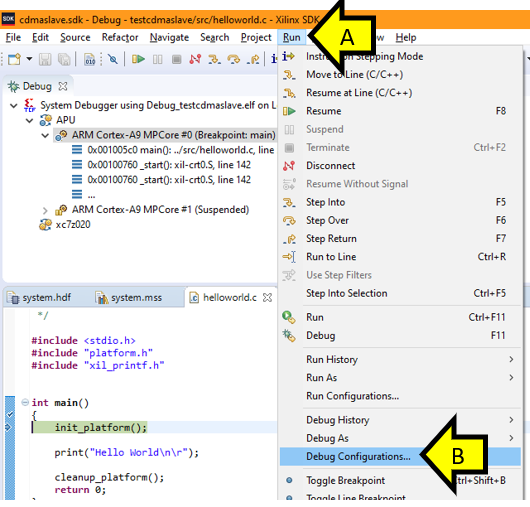 SDK cdmaslave.sdk - Debug - testcdmaslave/src/helloworld.c - Xilinx SDK
A
File Edit Source Refactor Navigate Search Project Run w Help
010
Debug
System Debugger using Debug_testcdmaslave.elf on L
APU
ARM Cortex-A9 MPCore #0 (Breakpoint: main)
0x001005c0 main(): ../src/helloworld.c, line
0x00100760 _start(): xil-crt0.S, line 142
0x00100760 _start(): xil-crt0.S, line 142
...
ARM Cortex-A9 MPCore #1 (Suspended)
xc7z020
Instruction Stepping Mode
Move to Line (C/C++)
Resume at Line (C/C++)
Resume F8
Suspend
Terminate Ctrl+F2
Disconnect
Resume Without Signal
Step Into F5
Step Over F6
Step Return F7
Run to Line Ctrl+R
Use Step Filters
Step Into Selection Ctrl+F5
Run Ctrl+F11
Debug F11
Run History
Run As
Run Configurations...
Debug History
Debug As
Debug Configurations...
B
Toggle Breakpoint Ctrl+Shift+B
Toggle Line Breakpoint
system.hdf system.mss helloworld.c
*/
#include <stdio.h>
#include "platform.h"
#include "xil_printf.h"
int main()
{
init_platform();
print("Hello World\n\r");
cleanup_platform();
return 0;